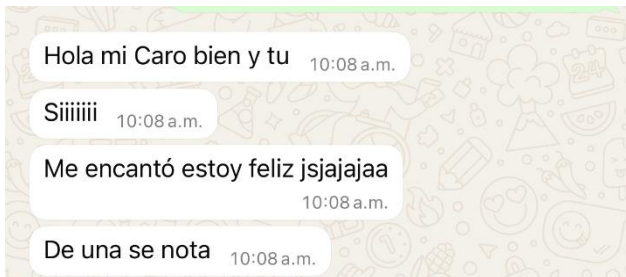 Hola mi Caro bien y tu 10:08 a.m.
Siiiiiii 10:08 a.m.
Me encantó estoy feliz jsjajajaa
10:08 a.m.
De una se nota 10:08 a.m.